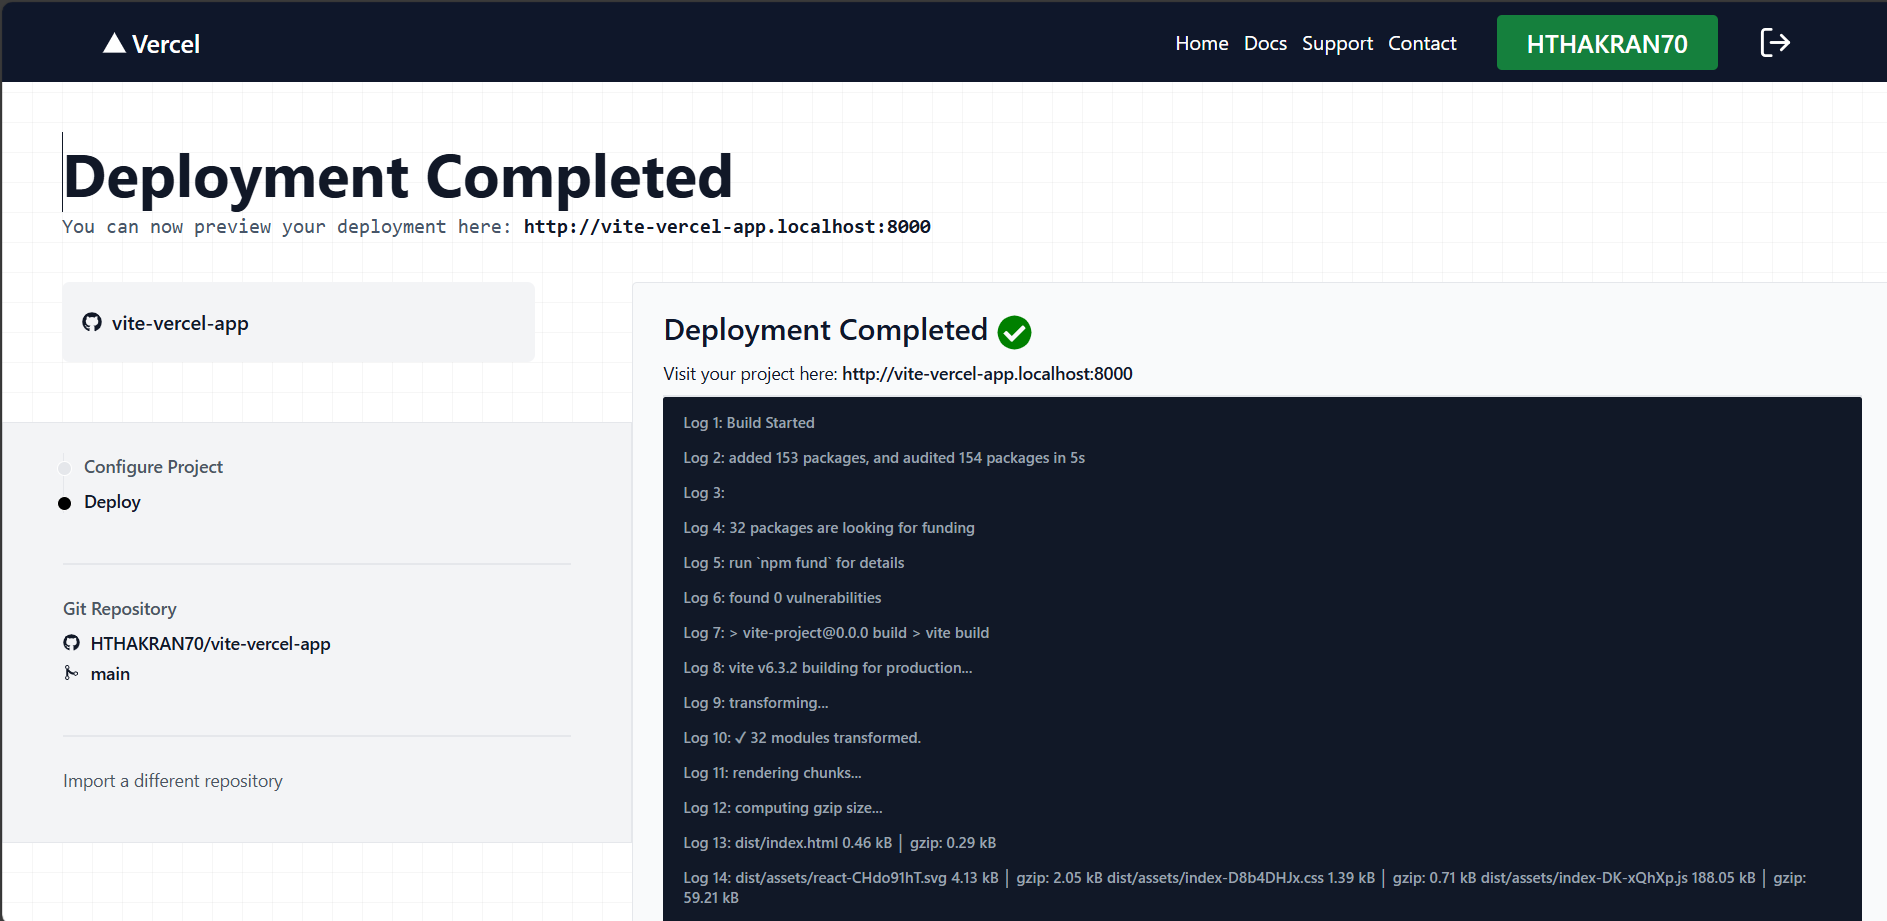 Vercel
Home Docs Support Contact HTHAKRAN70
Deployment Completed
You can now preview your deployment here: http://vite-vercel-app.localhost:8000
vite-vercel-app
Configure Project
Deploy
Git Repository
HTHAKRAN70/vite-vercel-app
main
Import a different repository
Deployment Completed
Visit your project here: http://vite-vercel-app.localhost:8000
Log 1: Build Started
Log 2: added 153 packages, and audited 154 packages in 5s
Log 3:
Log 4: 32 packages are looking for funding
Log 5: run `npm fund` for details
Log 6: found 0 vulnerabilities
Log 7: > vite-project@0.0.0 build > vite build
Log 8: vite v6.3.2 building for production...
Log 9: transforming...
Log 10: ✓ 32 modules transformed.
Log 11: rendering chunks...
Log 12: computing gzip size...
Log 13: dist/index.html 0.46 kB │ gzip: 0.29 kB
Log 14: dist/assets/react-CHdo91hT.svg 4.13 kB │ gzip: 2.05 kB dist/assets/index-D8b4DHJx.css 1.39 kB │ gzip: 0.71 kB dist/assets/index-DK-xQhXp.js 188.05 kB │ gzip:
59.21 kB